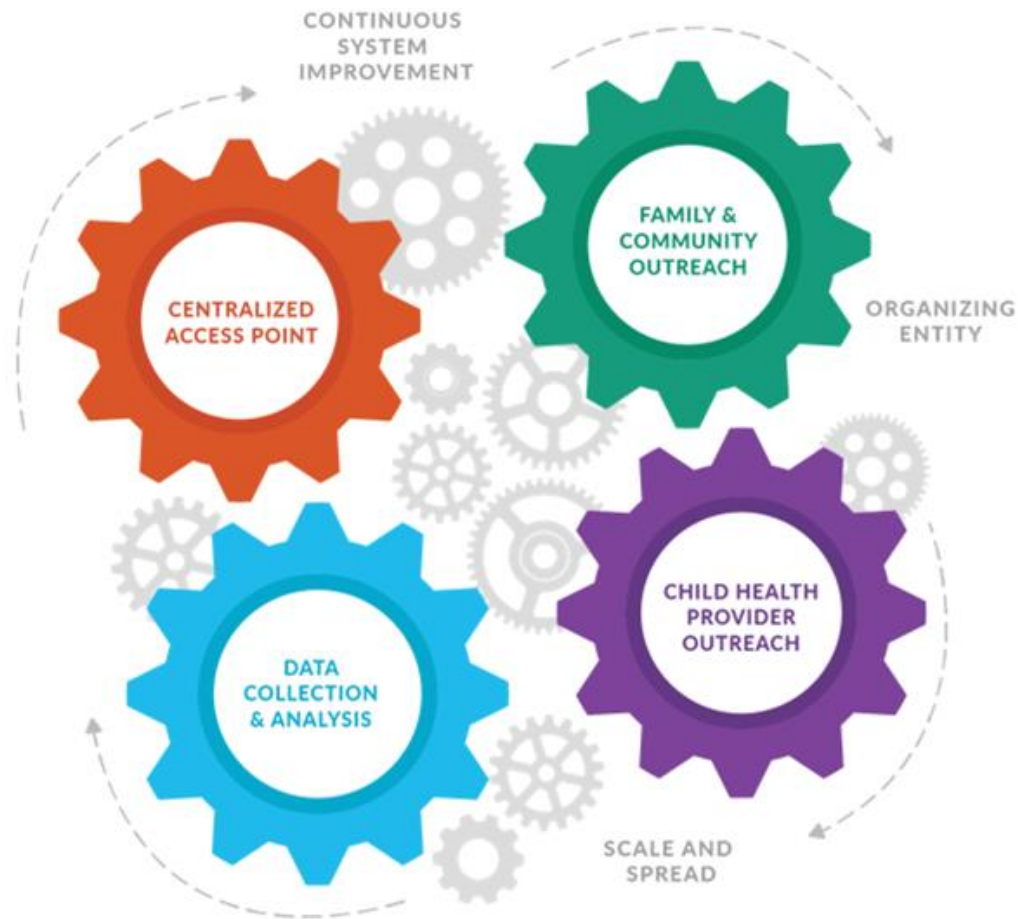 CONTINUOUS
SYSTEM
IMPROVEMENT
FAMILY &
COMMUNITY
OUTREACH
CENTRALIZED
ACCESS POINT
ORGANIZING
ENTITY
CHILD HEALTH
PROVIDER
OUTREACH
DATA
COLLECTION
& ANALYSIS
SCALE AND
SPREAD